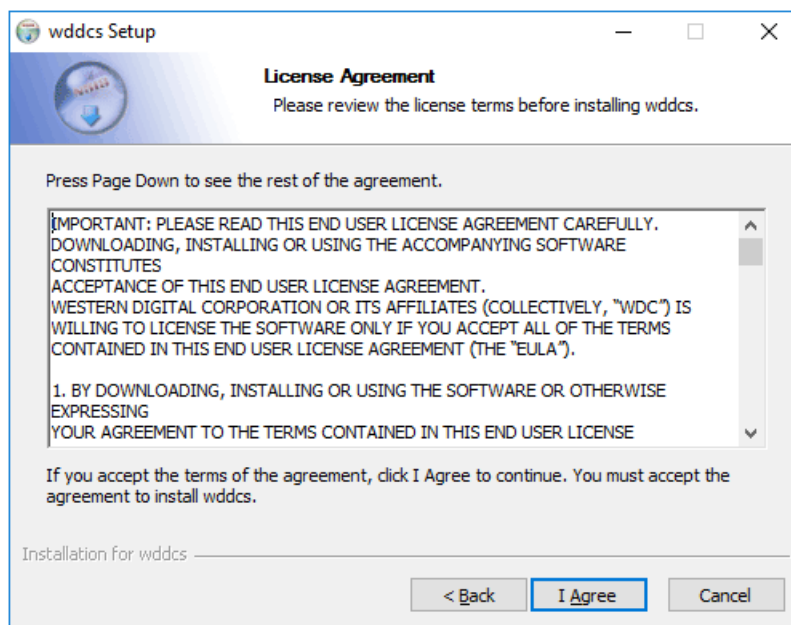 wddcs Setup
License Agreement
Please review the license terms before installing wddcs.
Press Page Down to see the rest of the agreement.
IMPORTANT: PLEASE READ THIS END USER LICENSE AGREEMENT CAREFULLY.
DOWNLOADING, INSTALLING OR USING THE ACCOMPANYING SOFTWARE
CONSTITUTES
ACCEPTANCE OF THIS END USER LICENSE AGREEMENT.
WESTERN DIGITAL CORPORATION OR ITS AFFILIATES (COLLECTIVELY, “WDC”) IS
WILLING TO LICENSE THE SOFTWARE ONLY IF YOU ACCEPT ALL OF THE TERMS
CONTAINED IN THIS END USER LICENSE AGREEMENT (THE “EULA”).
1. BY DOWNLOADING, INSTALLING OR USING THE SOFTWARE OR OTHERWISE
EXPRESSING
YOUR AGREEMENT TO THE TERMS CONTAINED IN THIS END USER LICENSE
If you accept the terms of the agreement, click I Agree to continue. You must accept the
agreement to install wddcs.
Installation for wddcs
< Back I Agree Cancel